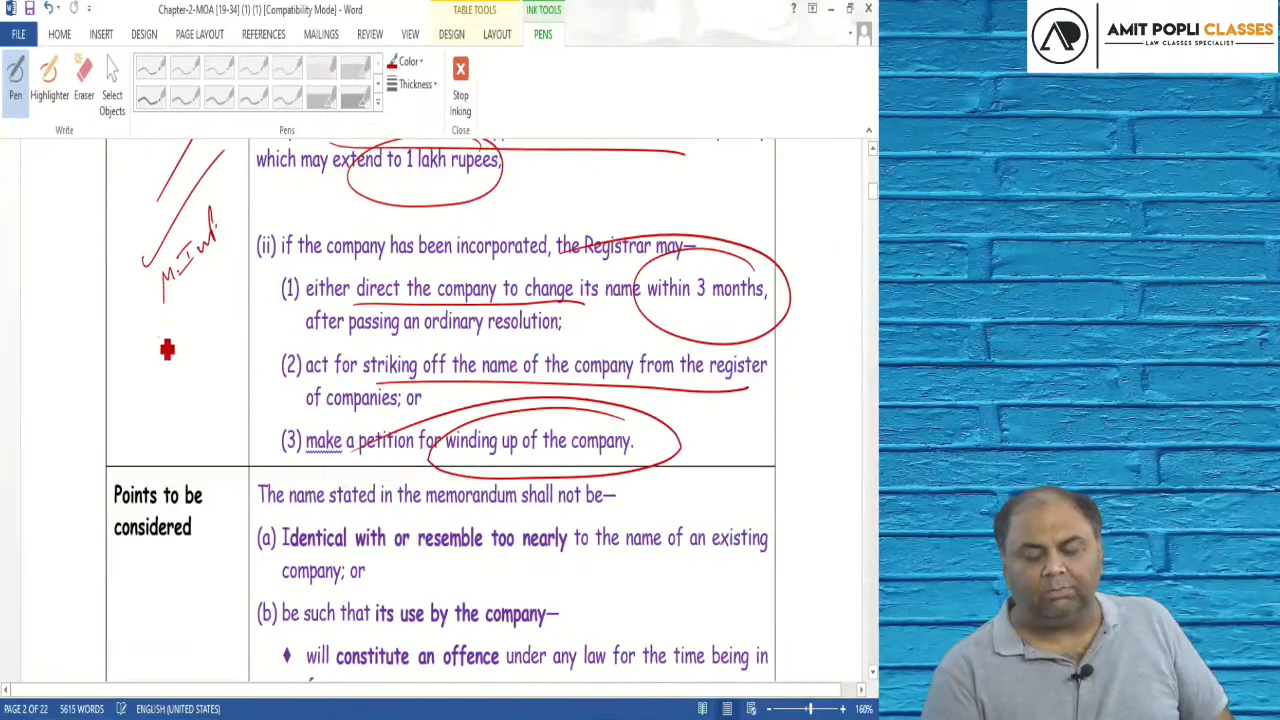 Chapter-2-MOA [19-34] (1) (1) [Compatibility Mode] - Word
TABLE TOOLS
INK TOOLS
FILE HOME INSERT DESIGN PAGE LAYOUT REFERENCES MAILINGS REVIEW VIEW DESIGN LAYOUT PENS
Pen Highlighter Eraser Select Objects
Color
Thickness
Stop Inking
Write Pens Close
AMIT POPLI CLASSES
LAW CLASSES SPECIALIST
which may extend to 1 lakh rupees,
(ii) if the company has been incorporated, the Registrar may—
(1) either direct the company to change its name within 3 months,
after passing an ordinary resolution;
(2) act for striking off the name of the company from the register
of companies; or
(3) make a petition for winding up of the company.
M. Imp
Points to be
considered
The name stated in the memorandum shall not be—
(a) Identical with or resemble too nearly to the name of an existing
company; or
(b) be such that its use by the company—
♦ will constitute an offence under any law for the time being in
PAGE 2 OF 22 5615 WORDS ENGLISH (UNITED STATES) 160%